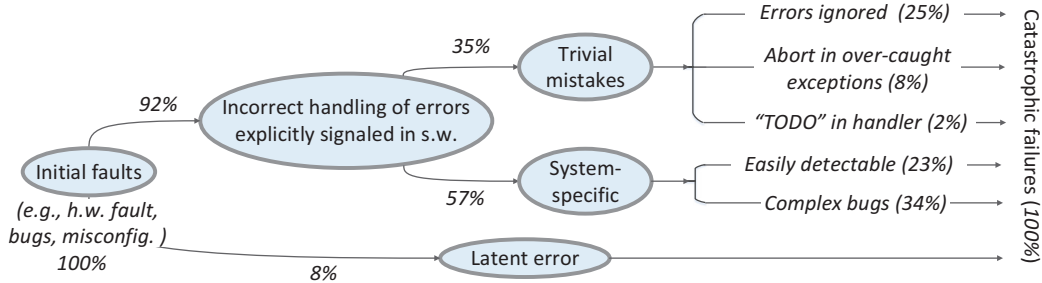 Initial faults
(e.g., h.w. fault,
bugs, misconfig. )
100%
92%
8%
Incorrect handling of errors
explicitly signaled in s.w.
35%
57%
Trivial
mistakes
System-
specific
Latent error
Errors ignored (25%)
Abort in over-caught
exceptions (8%)
“TODO” in handler (2%)
Easily detectable (23%)
Complex bugs (34%)
Catastrophic failures (100%)